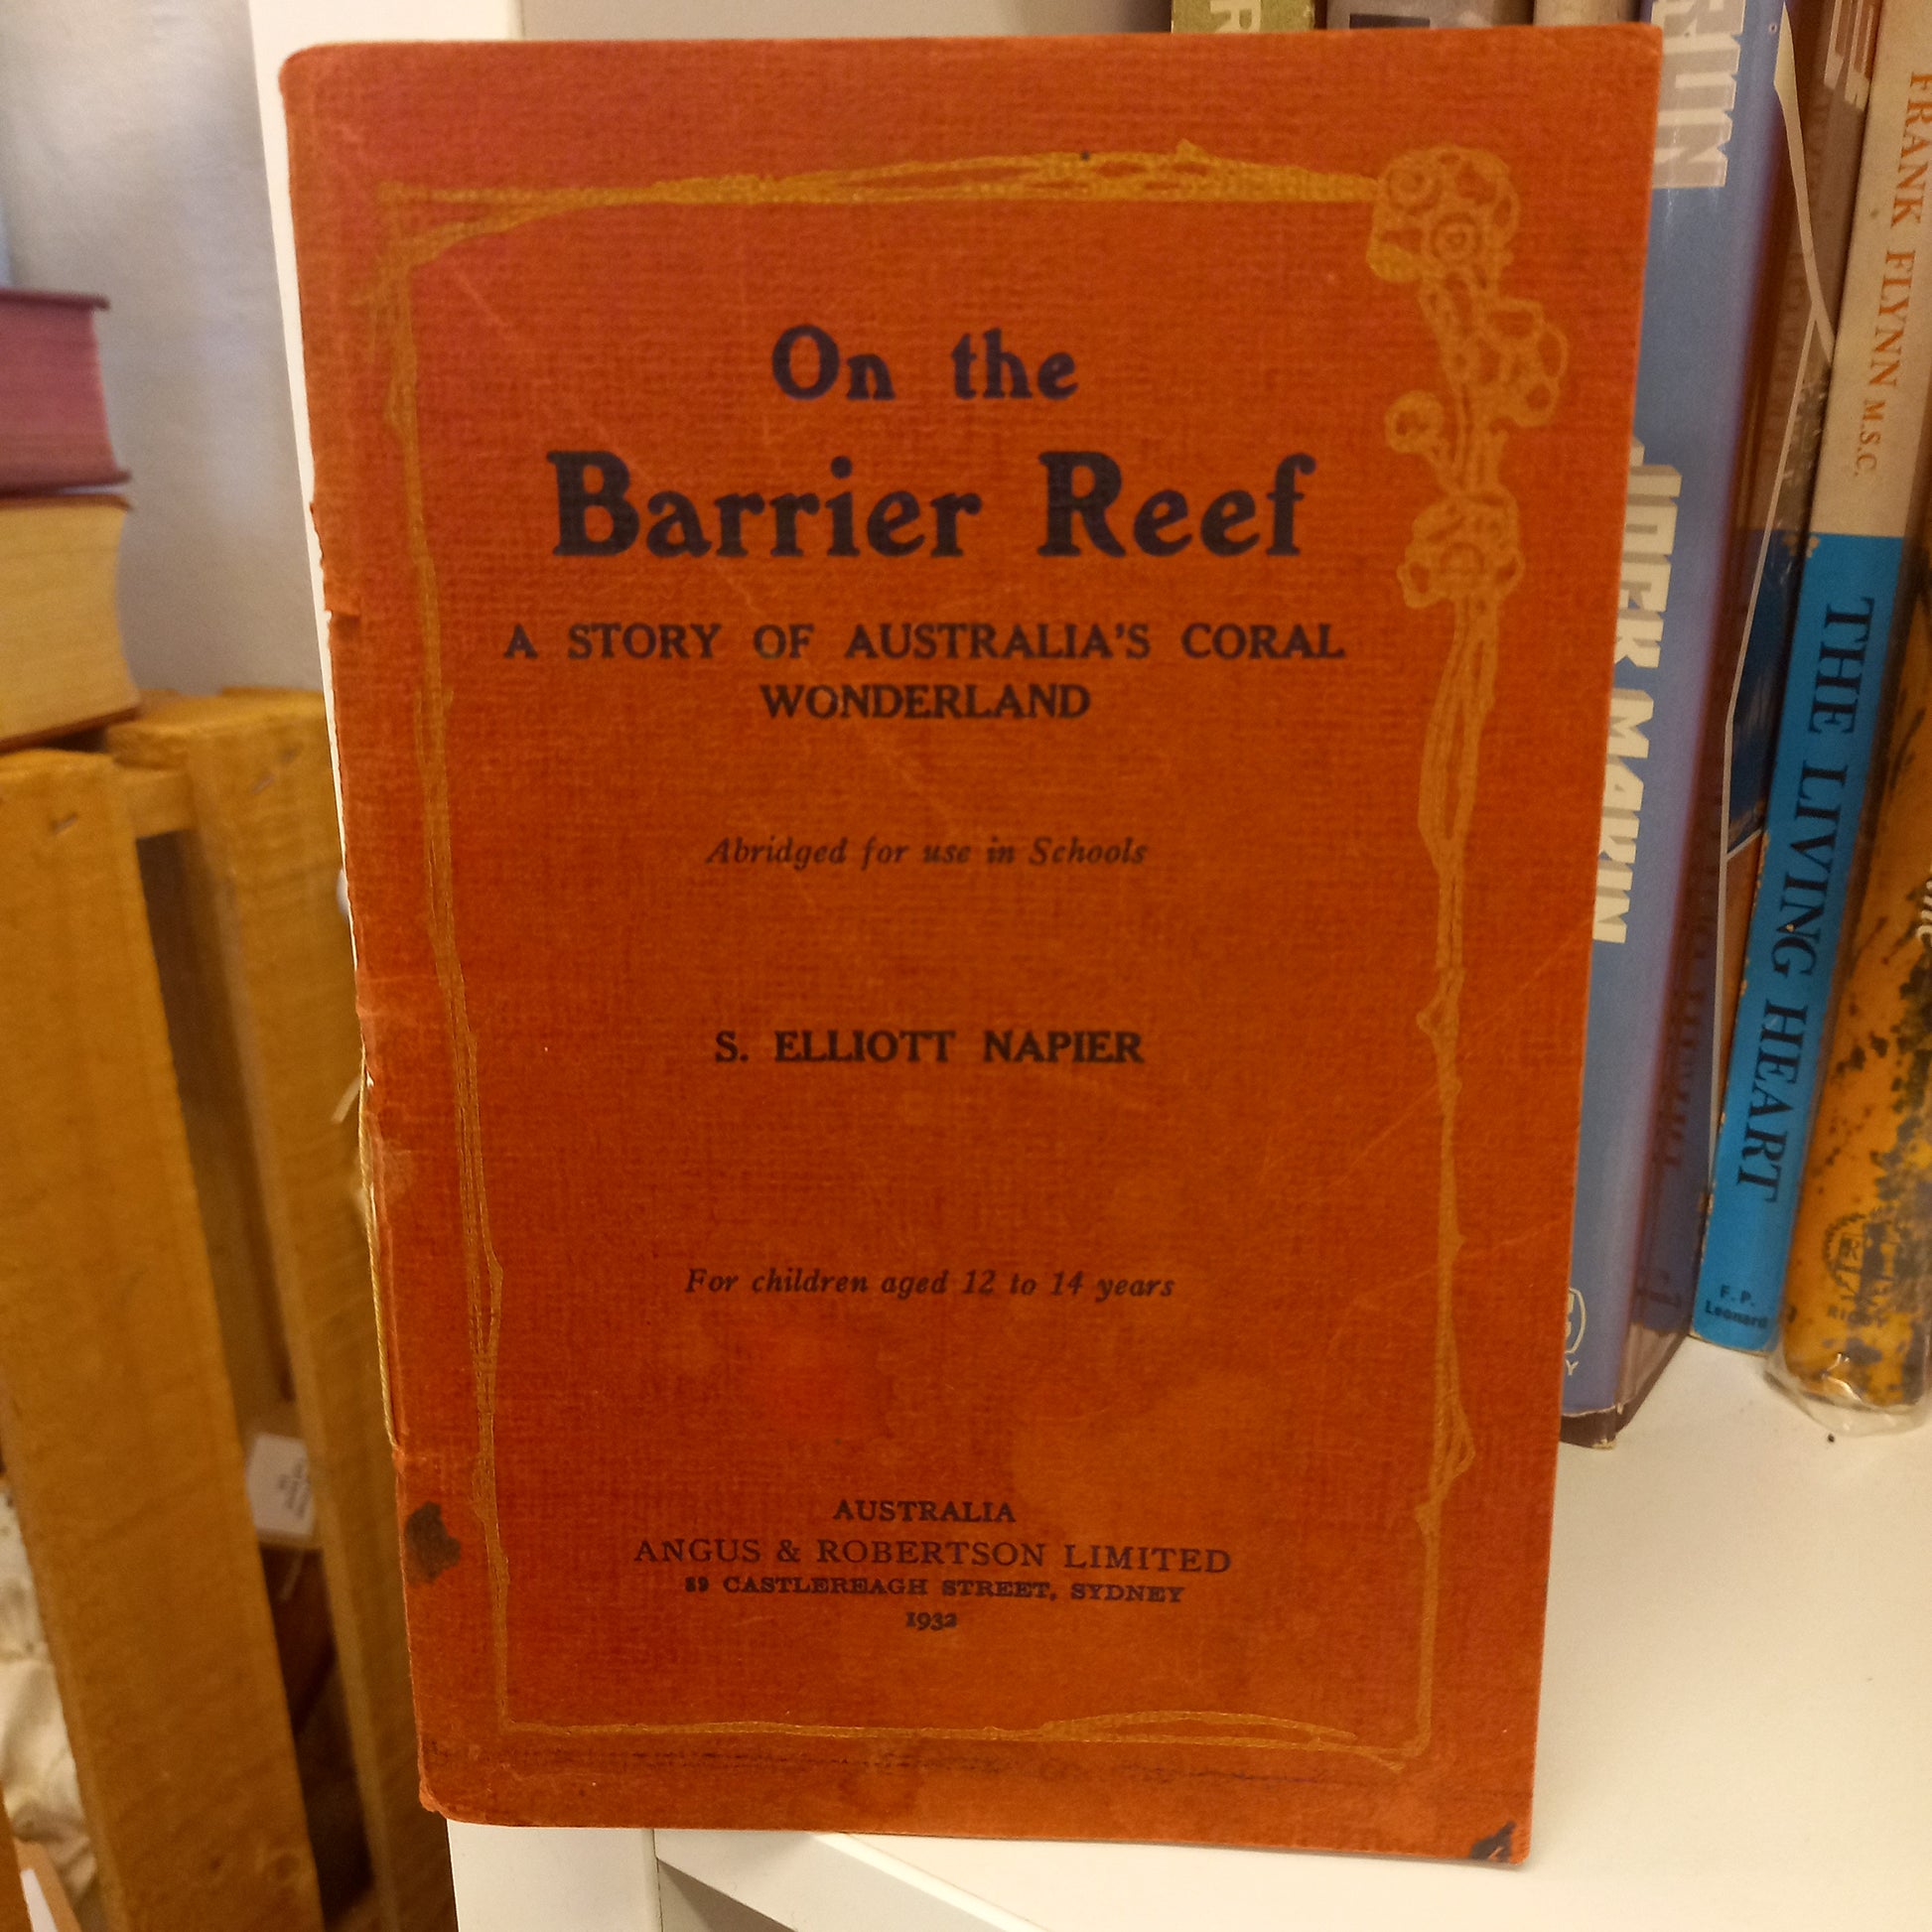 On the
Barrier Reef
A STORY OF AUSTRALIA'S CORAL
WONDERLAND
Abridged for use in Schools
S. ELLIOTT NAPIER
For children aged 12 to 14 years
AUSTRALIA
ANGUS & ROBERTSON LIMITED
89 CASTLEREAGH STREET, SYDNEY
1932
JOCK MAKIN
FRANK FLYNN M.S.C.
THE LIVING HEART
F. P.
Leonard